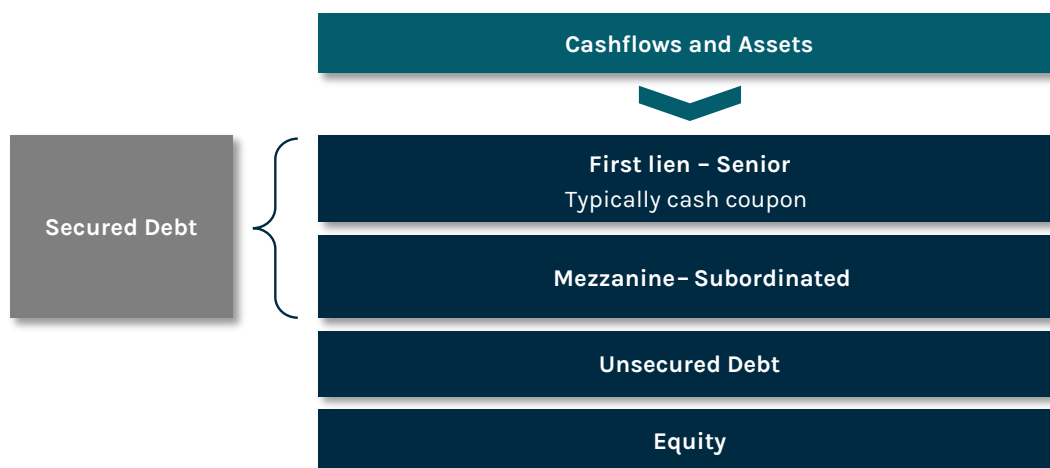 Cashflows and Assets
First lien – Senior
Typically cash coupon
Secured Debt
Mezzanine– Subordinated
Unsecured Debt
Equity